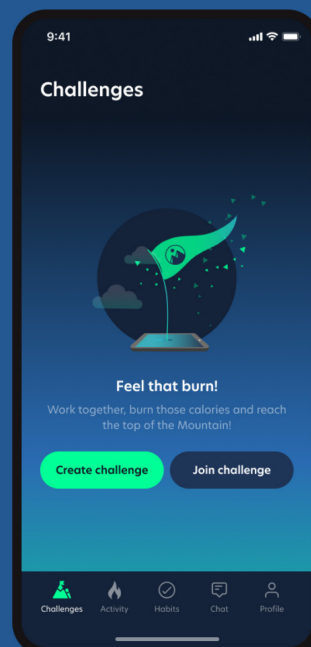 9:41
Challenges
Feel that burn!
Work together, burn those calories and reach
the top of the Mountain!
Create challenge
Join challenge
Challenges
Activity
Habits
Chat
Profile